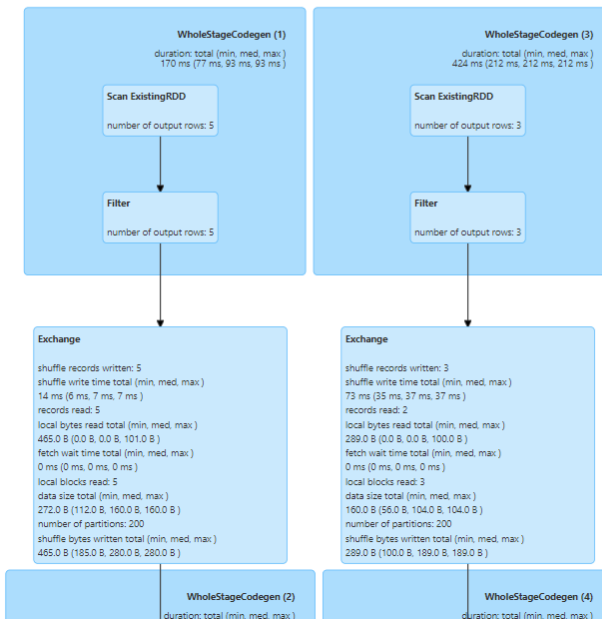 WholeStageCodegen (1)
duration: total (min, med, max )
170 ms (77 ms, 93 ms, 93 ms )
Scan ExistingRDD
number of output rows: 5
Filter
number of output rows: 5
Exchange
shuffle records written: 5
shuffle write time total (min, med, max )
14 ms (6 ms, 7 ms, 7 ms )
records read: 5
local bytes read total (min, med, max )
465.0 B (0.0 B, 0.0 B, 101.0 B )
fetch wait time total (min, med, max )
0 ms (0 ms, 0 ms, 0 ms )
local blocks read: 5
data size total (min, med, max )
272.0 B (112.0 B, 160.0 B, 160.0 B )
number of partitions: 200
shuffle bytes written total (min, med, max )
465.0 B (185.0 B, 280.0 B, 280.0 B )
WholeStageCodegen (2)
duration: total (min, med, max )
WholeStageCodegen (3)
duration: total (min, med, max )
424 ms (212 ms, 212 ms, 212 ms )
Scan ExistingRDD
number of output rows: 3
Filter
number of output rows: 3
Exchange
shuffle records written: 3
shuffle write time total (min, med, max )
73 ms (35 ms, 37 ms, 37 ms )
records read: 2
local bytes read total (min, med, max )
289.0 B (0.0 B, 0.0 B, 100.0 B )
fetch wait time total (min, med, max )
0 ms (0 ms, 0 ms, 0 ms )
local blocks read: 3
data size total (min, med, max )
160.0 B (56.0 B, 104.0 B, 104.0 B )
number of partitions: 200
shuffle bytes written total (min, med, max )
289.0 B (100.0 B, 189.0 B, 189.0 B )
WholeStageCodegen (4)
duration: total (min, med, max )